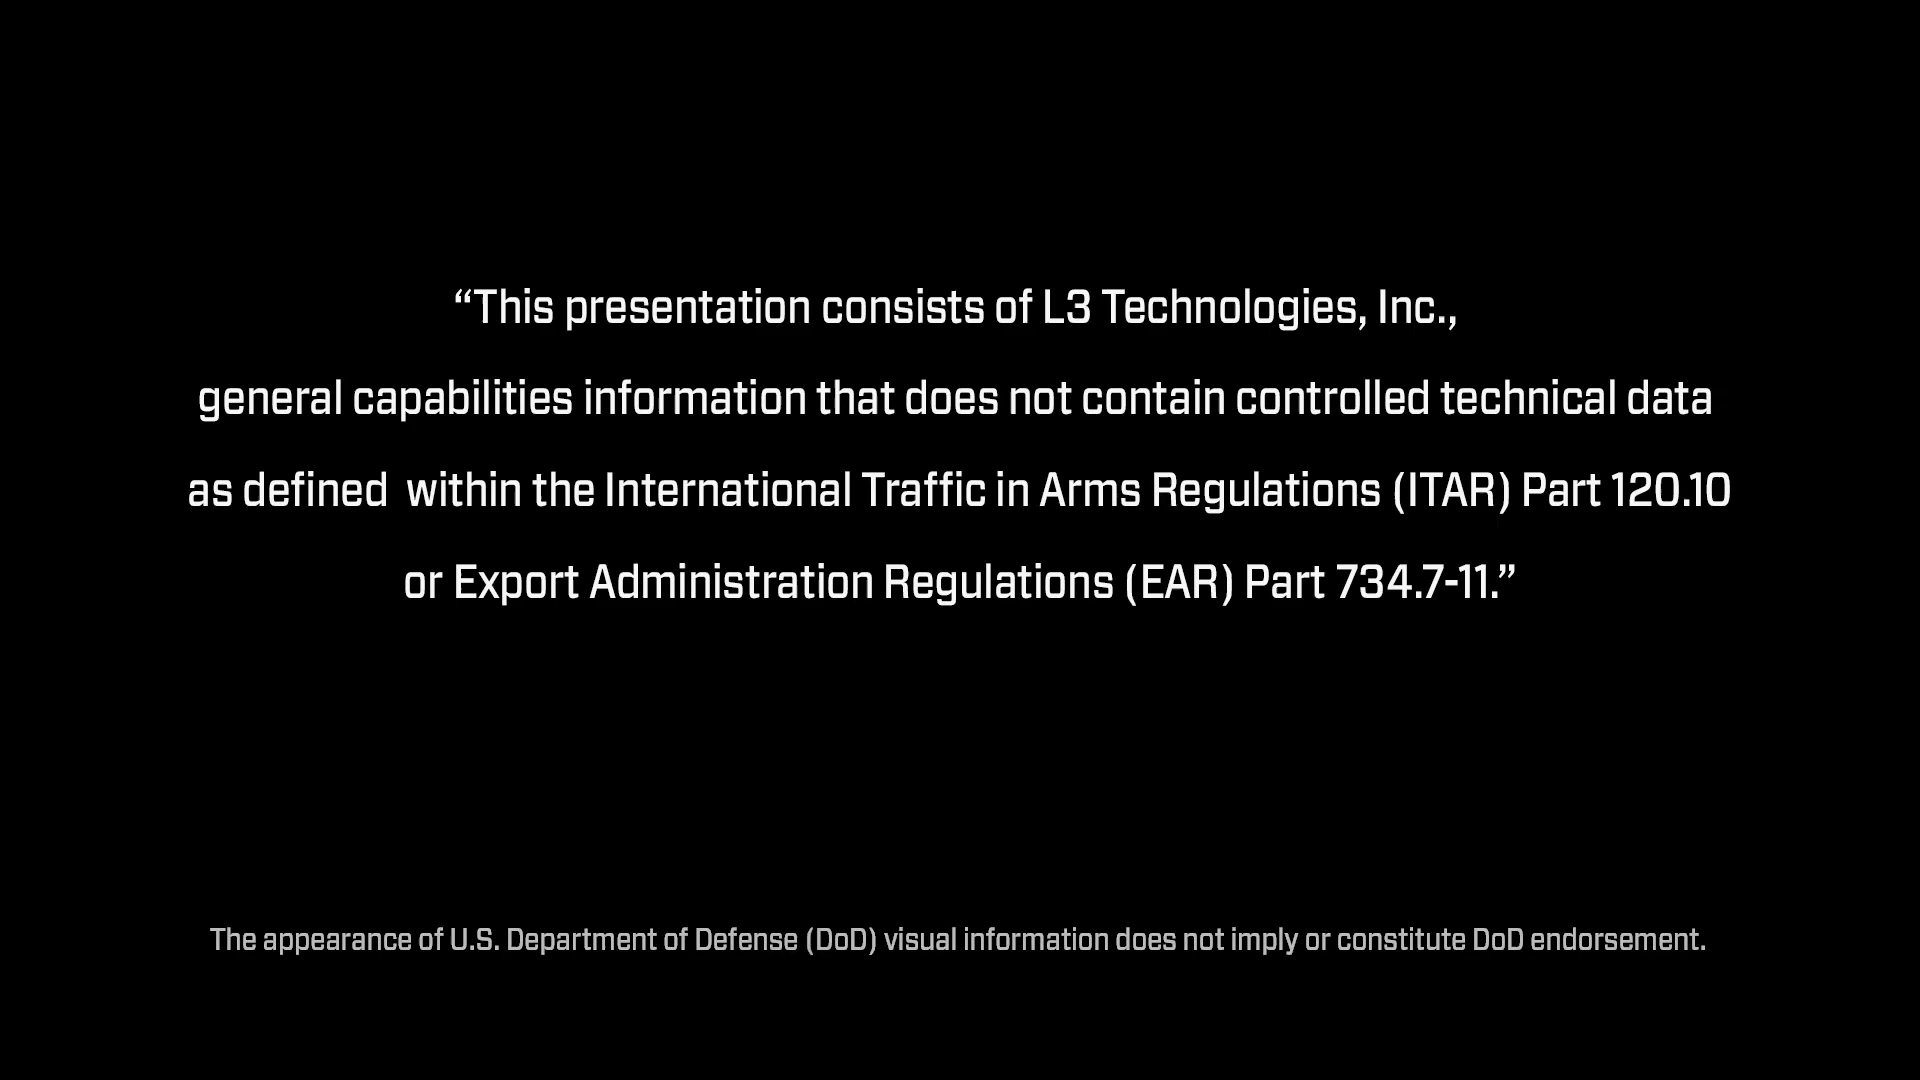 “This presentation consists of L3 Technologies, Inc.,
general capabilities information that does not contain controlled technical data
as defined  within the International Traffic in Arms Regulations (ITAR) Part 120.10
or Export Administration Regulations (EAR) Part 734.7-11.”
The appearance of U.S. Department of Defense (DoD) visual information does not imply or constitute DoD endorsement.